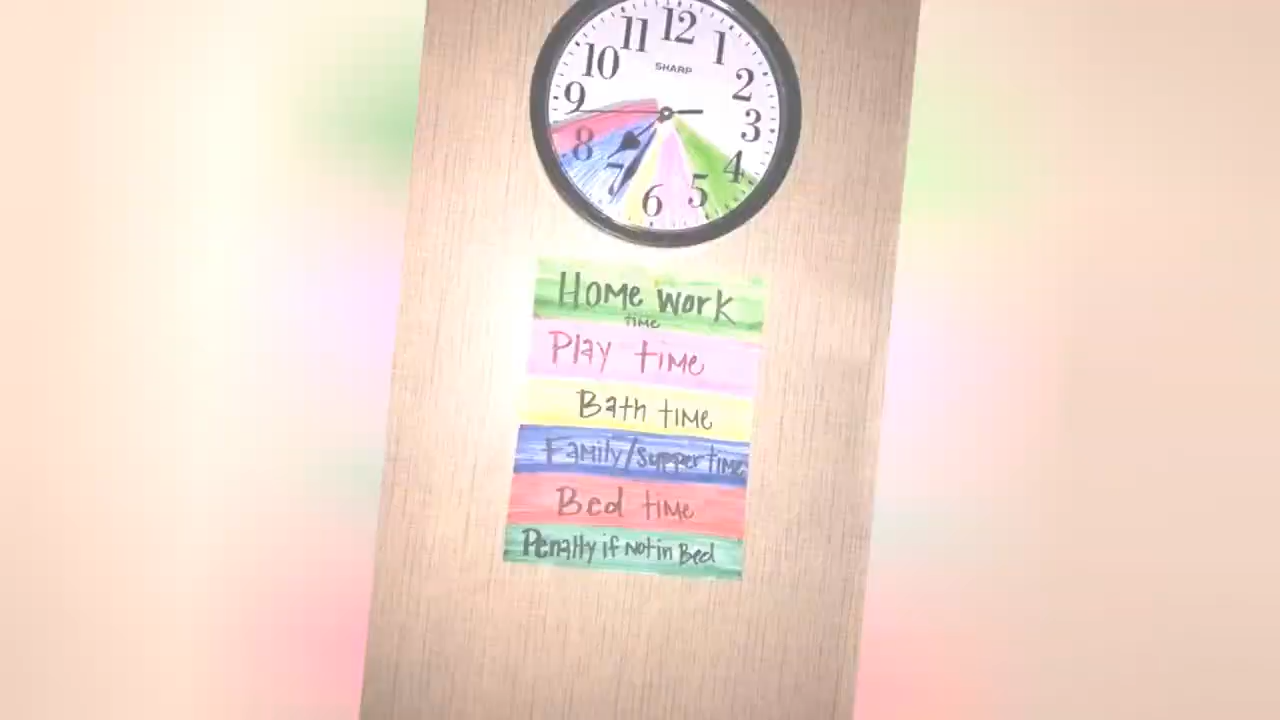 11 12 1
10 SHARP 2
9 3
8 4
7 6 5
Home work
time
Play time
Bath time
Family/supper time
Bed time
Penalty if Not in Bed